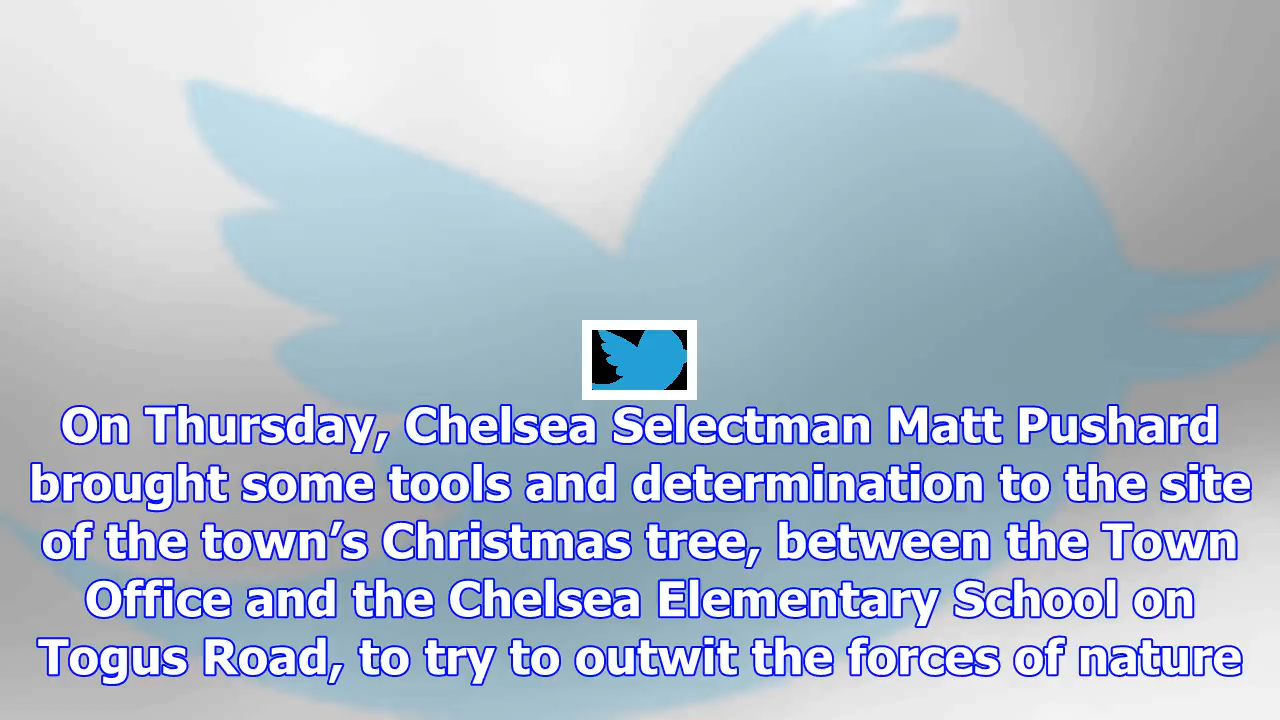 On Thursday, Chelsea Selectman Matt Pushard
brought some tools and determination to the site
of the town’s Christmas tree, between the Town
Office and the Chelsea Elementary School on
Togus Road, to try to outwit the forces of nature